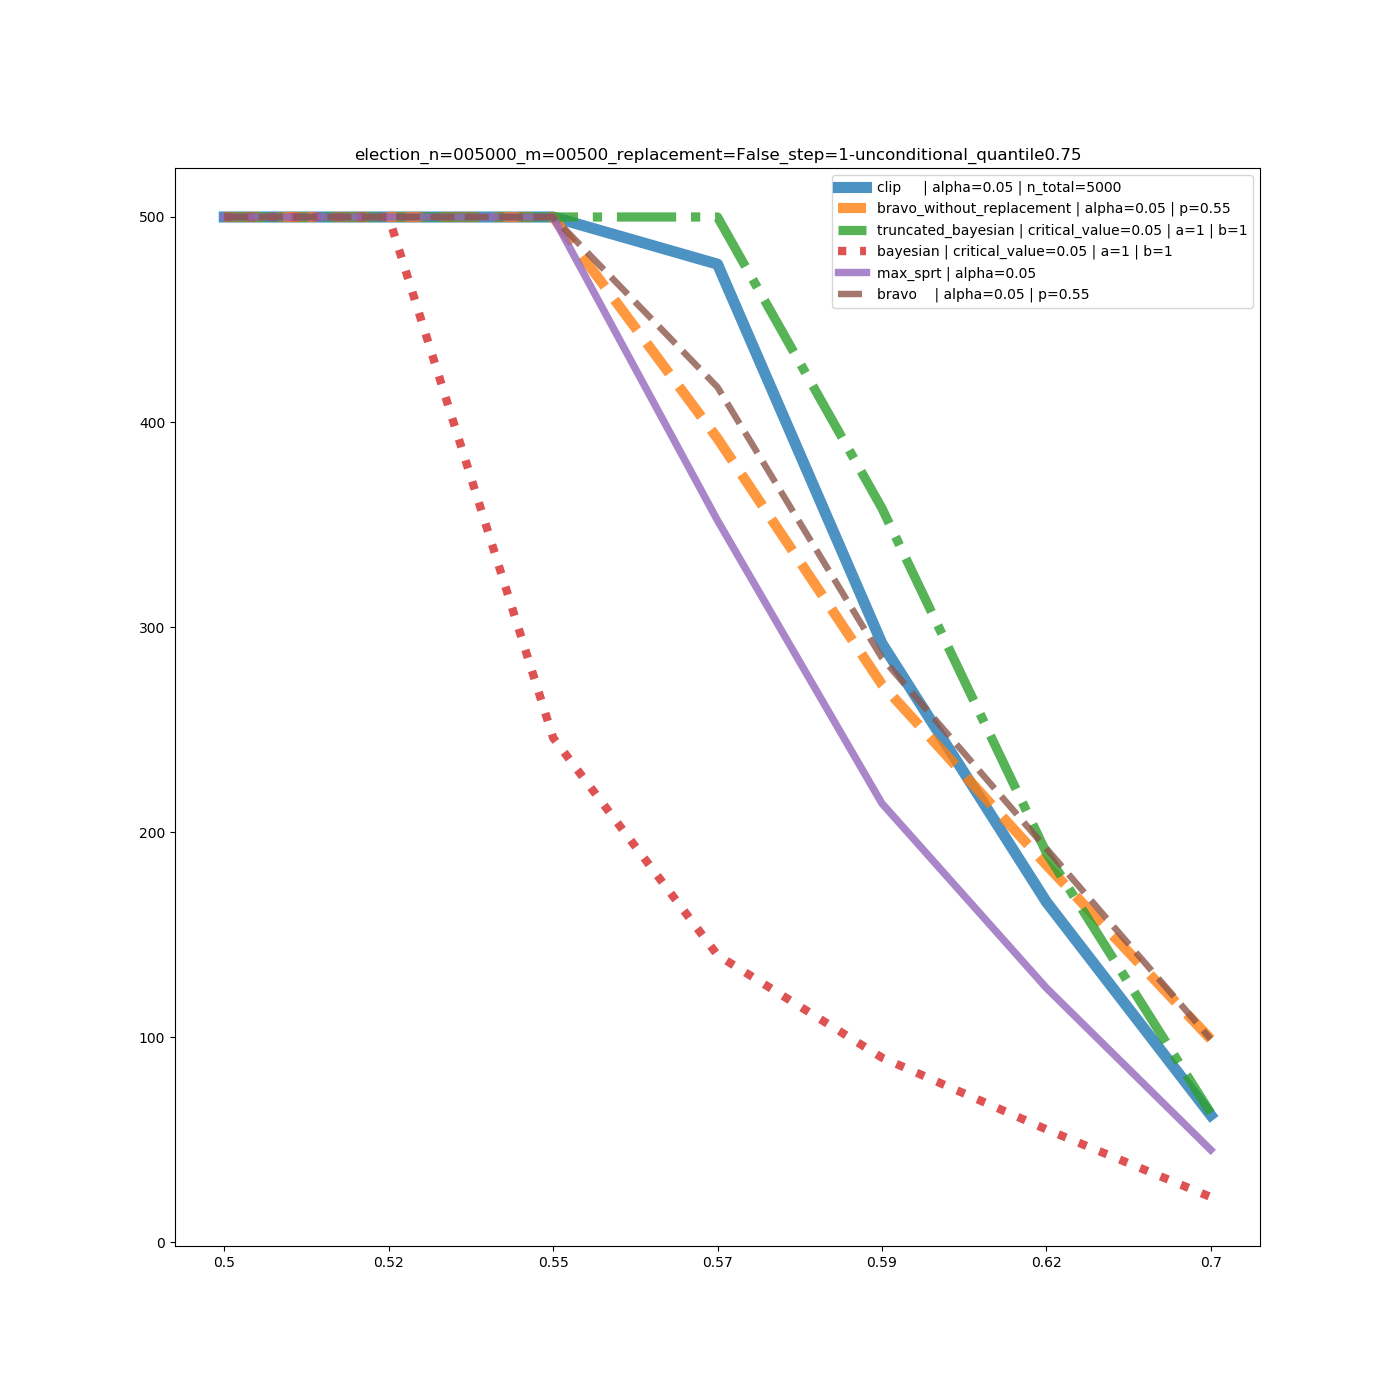 election_n=005000_m=00500_replacement=False_step=1-unconditional_quantile0.75
clip | alpha=0.05 | n_total=5000
bravo_without_replacement | alpha=0.05 | p=0.55
truncated_bayesian | critical_value=0.05 | a=1 | b=1
bayesian | critical_value=0.05 | a=1 | b=1
max_sprt | alpha=0.05
bravo | alpha=0.05 | p=0.55
500
400
300
200
100
0
0.5 0.52 0.55 0.57 0.59 0.62 0.7